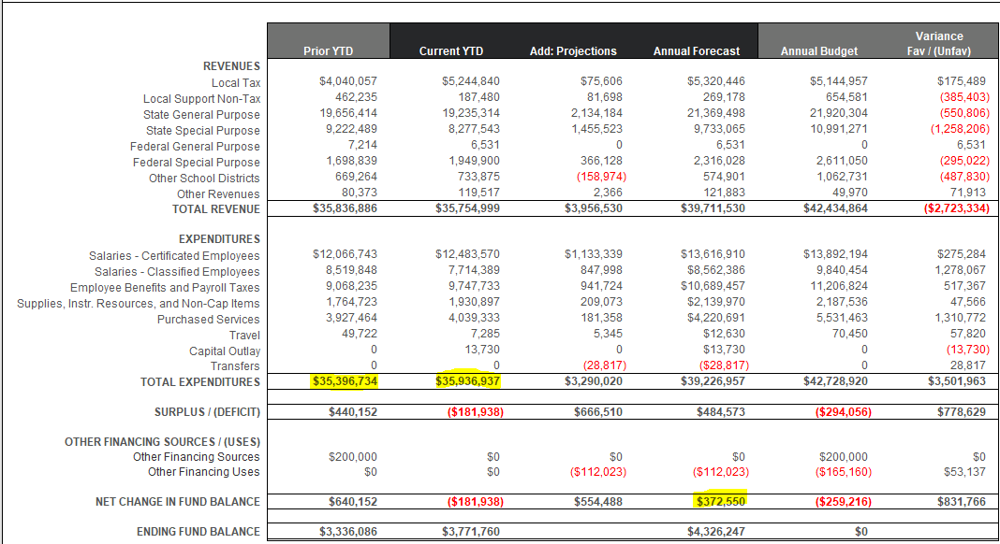 Variance
Prior YTD Current YTD Add: Projections Annual Forecast Annual Budget Fav / (Unfav)
REVENUES
Local Tax $4,040,057 $5,244,840 $75,606 $5,320,446 $5,144,957 $175,489
Local Support Non-Tax 462,235 187,480 81,698 269,178 654,581 (385,403)
State General Purpose 19,656,414 19,235,314 2,134,184 21,369,498 21,920,304 (550,806)
State Special Purpose 9,222,489 8,277,543 1,455,523 9,733,065 10,991,271 (1,258,206)
Federal General Purpose 7,214 6,531 0 6,531 0 6,531
Federal Special Purpose 1,698,839 1,949,900 366,128 2,316,028 2,611,050 (295,022)
Other School Districts 669,264 733,875 (158,974) 574,901 1,062,731 (487,830)
Other Revenues 80,373 119,517 2,366 121,883 49,970 71,913
TOTAL REVENUE $35,836,886 $35,754,999 $3,956,530 $39,711,530 $42,434,864 ($2,723,334)
EXPENDITURES
Salaries - Certificated Employees $12,066,743 $12,483,570 $1,133,339 $13,616,910 $13,892,194 $275,284
Salaries - Classified Employees 8,519,848 7,714,389 847,998 $8,562,386 9,840,454 1,278,067
Employee Benefits and Payroll Taxes 9,068,235 9,747,733 941,724 $10,689,457 11,206,824 517,367
Supplies, Instr. Resources, and Non-Cap Items 1,764,723 1,930,897 209,073 $2,139,970 2,187,536 47,566
Purchased Services 3,927,464 4,039,333 181,358 $4,220,691 5,531,463 1,310,772
Travel 49,722 7,285 5,345 $12,630 70,450 57,820
Capital Outlay 0 13,730 0 $13,730 0 (13,730)
Transfers 0 0 (28,817) ($28,817) 0 28,817
TOTAL EXPENDITURES $35,396,734 $35,936,937 $3,290,020 $39,226,957 $42,728,920 $3,501,963
SURPLUS / (DEFICIT) $440,152 ($181,938) $666,510 $484,573 ($294,056) $778,629
OTHER FINANCING SOURCES / (USES)
Other Financing Sources $200,000 $0 $0 $0 $200,000 $0
Other Financing Uses $0 $0 ($112,023) ($112,023) ($165,160) $53,137
NET CHANGE IN FUND BALANCE $640,152 ($181,938) $554,488 $372,550 ($259,216) $831,766
ENDING FUND BALANCE $3,336,086 $3,771,760 $4,326,247 $0